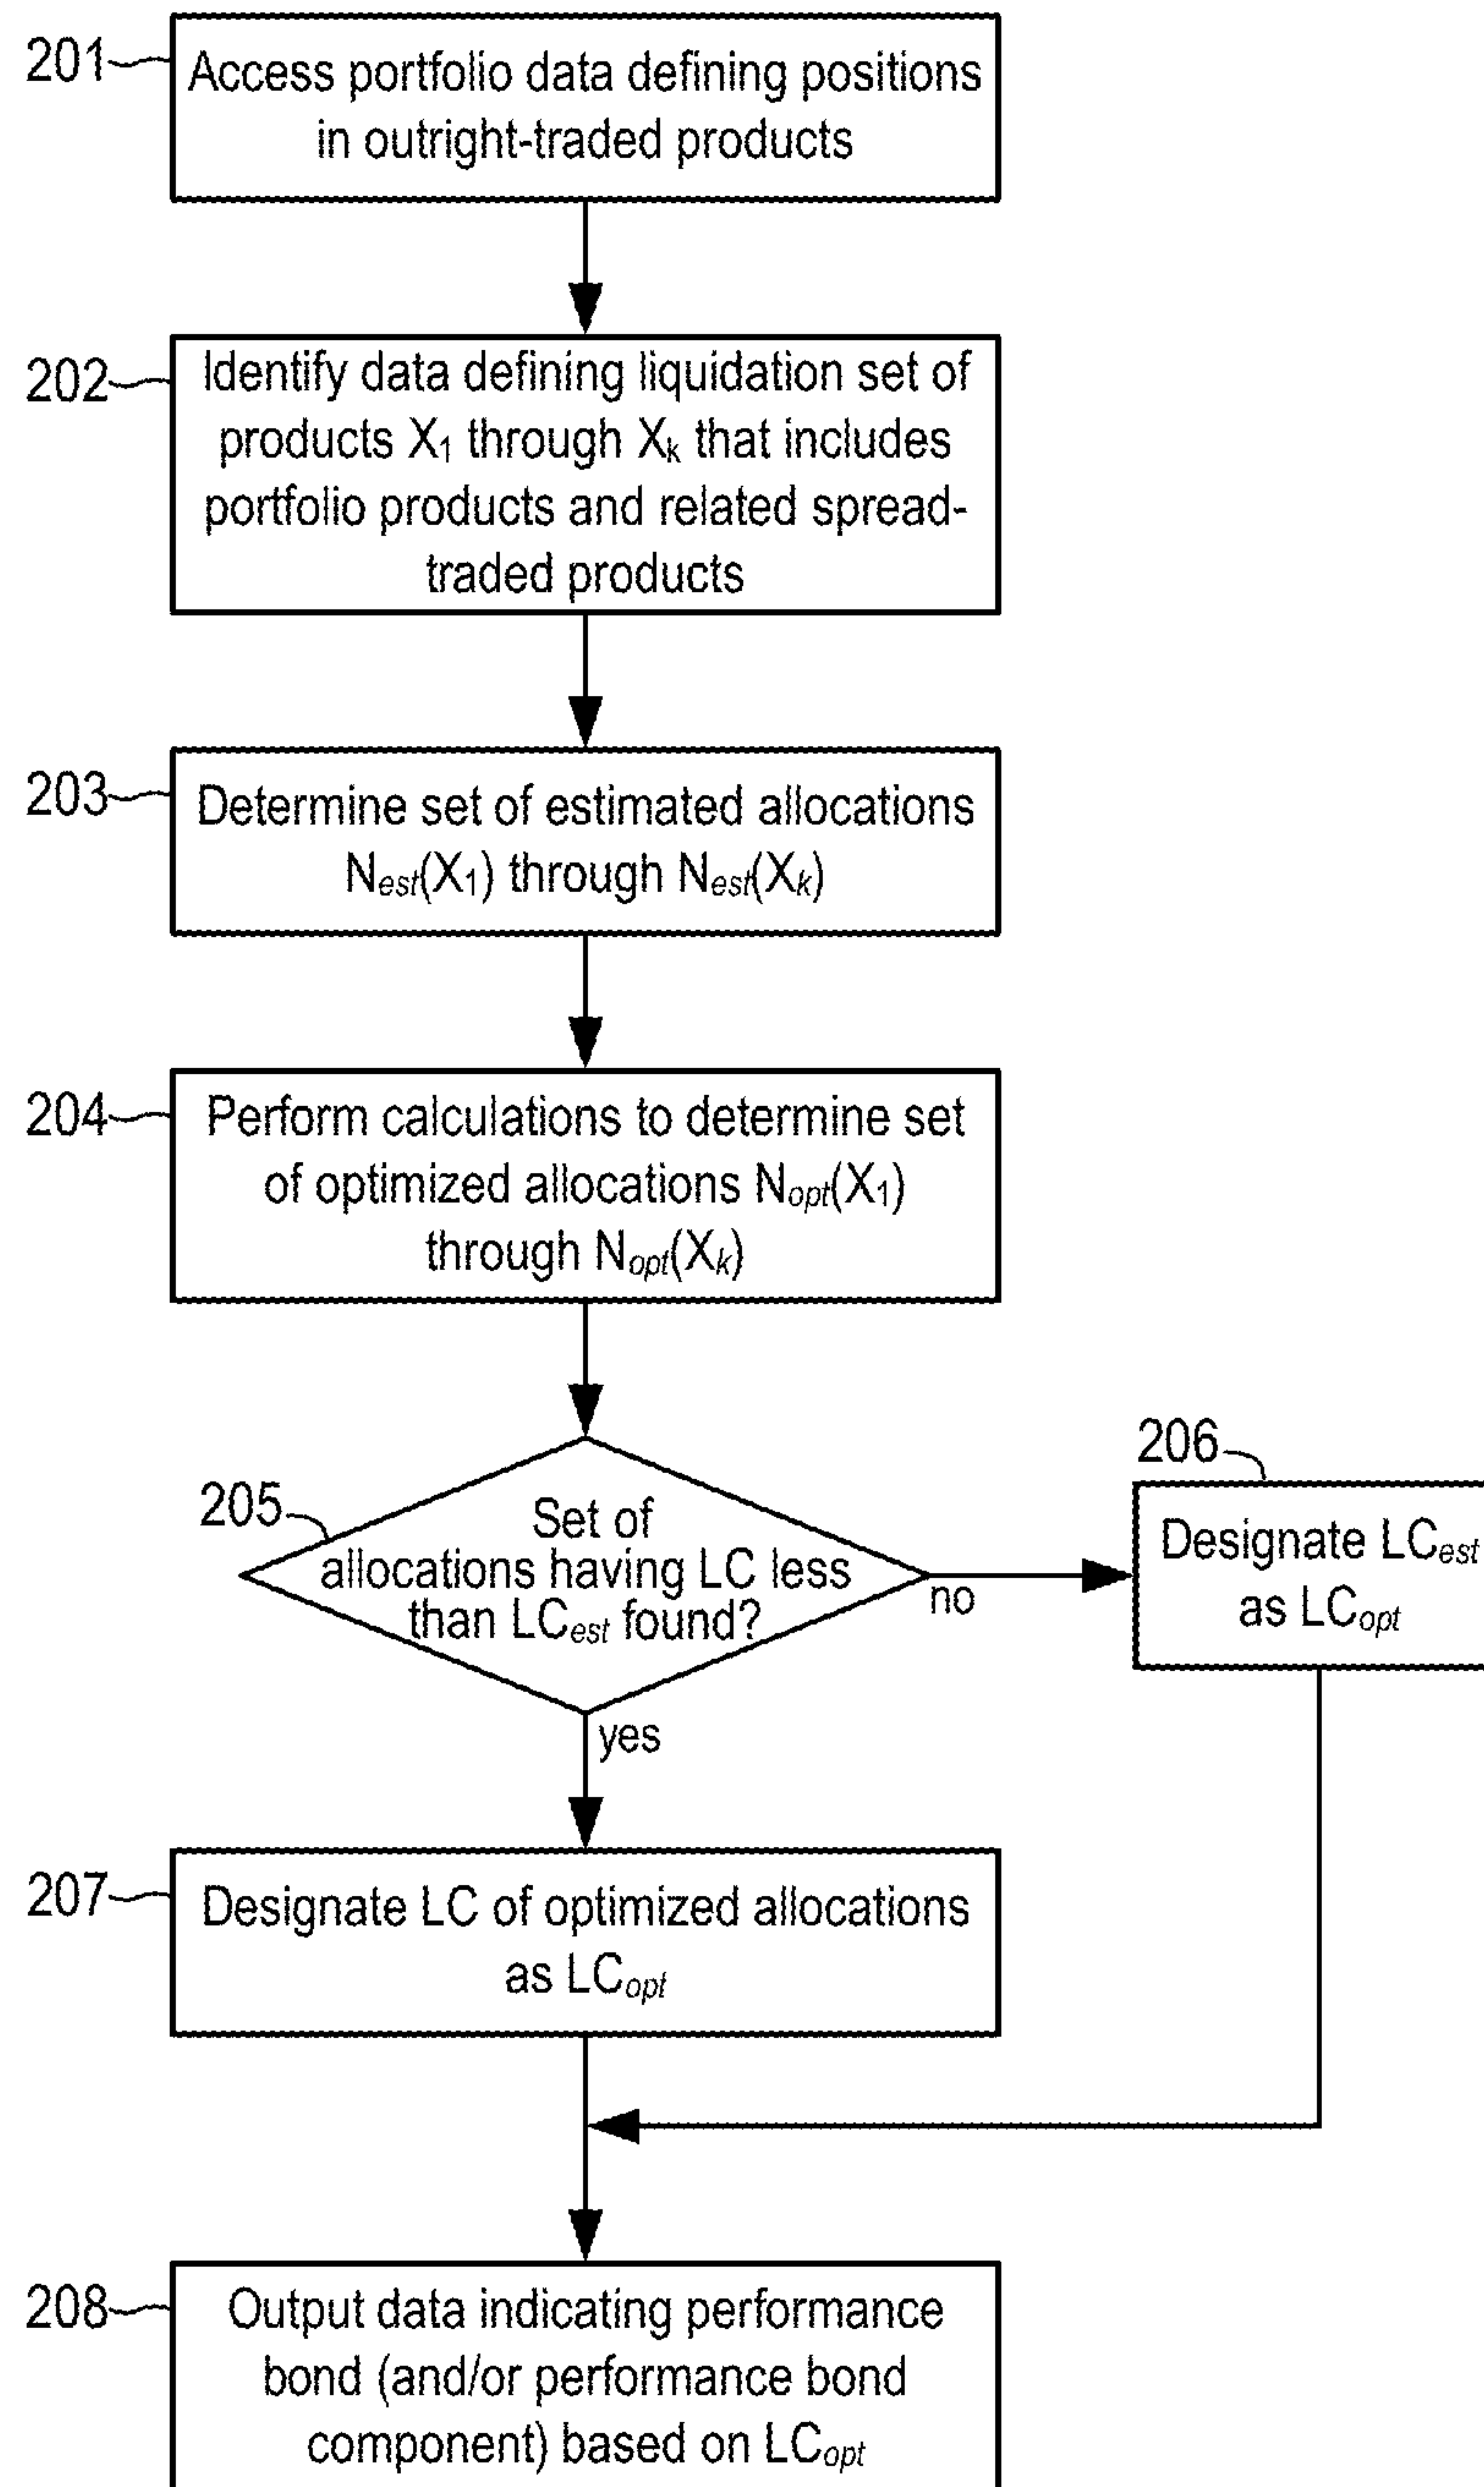 201
Access portfolio data defining positions
in outright-traded products
202
Identify data defining liquidation set of
products X₁ through Xₖ that includes
portfolio products and related spread-
traded products
203
Determine set of estimated allocations
Nₑₛₜ(X₁) through Nₑₛₜ(Xₖ)
204
Perform calculations to determine set
of optimized allocations Nₒₚₜ(X₁)
through Nₒₚₜ(Xₖ)
205
Set of
allocations having LC less
than LCₑₛₜ found?
no
yes
206
Designate LCₑₛₜ
as LCₒₚₜ
207
Designate LC of optimized allocations
as LCₒₚₜ
208
Output data indicating performance
bond (and/or performance bond
component) based on LCₒₚₜ